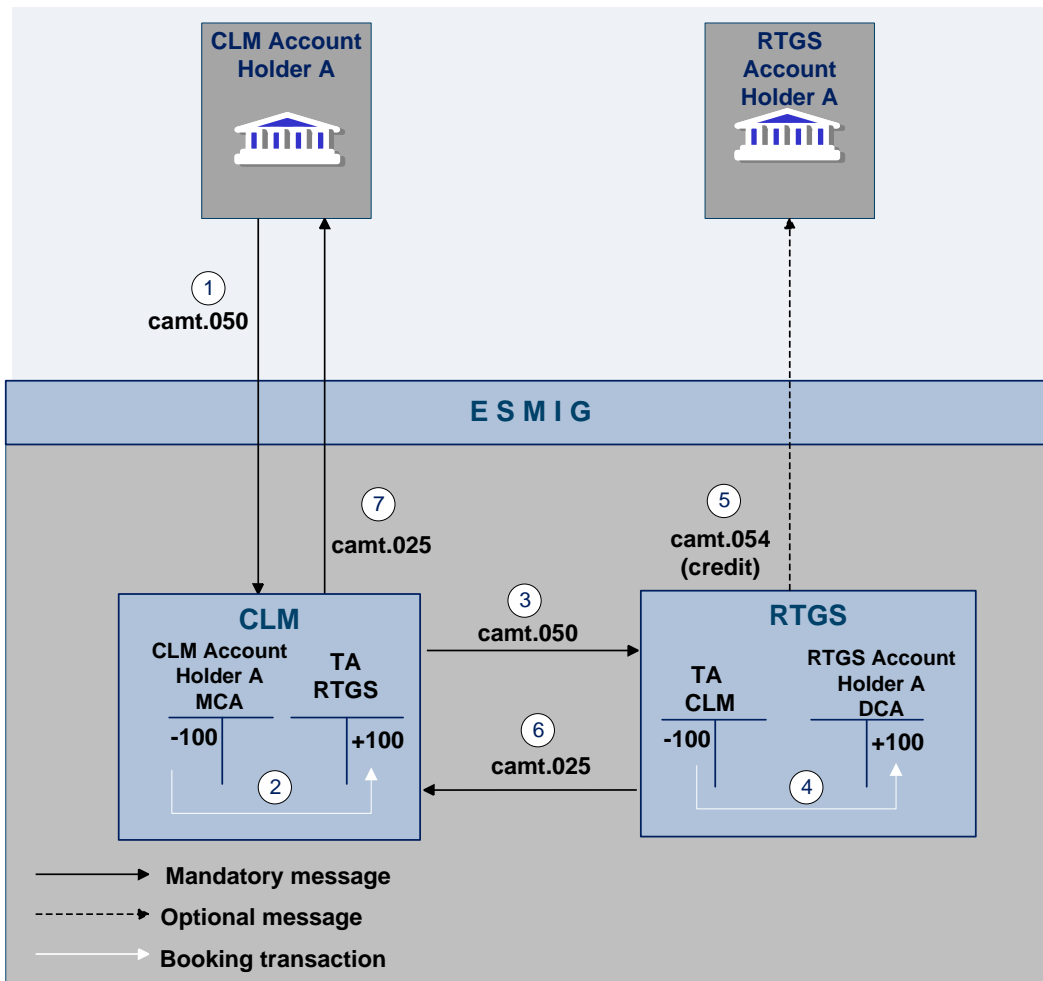 CLM Account
Holder A
RTGS
Account
Holder A
1
camt.050
E S M I G
7
camt.025
5
camt.054
(credit)
3
camt.050
CLM
CLM Account
Holder A
MCA
TA
RTGS
-100
+100
2
6
camt.025
RTGS
TA
CLM
RTGS Account
Holder A
DCA
-100
+100
4
Mandatory message
Optional message
Booking transaction